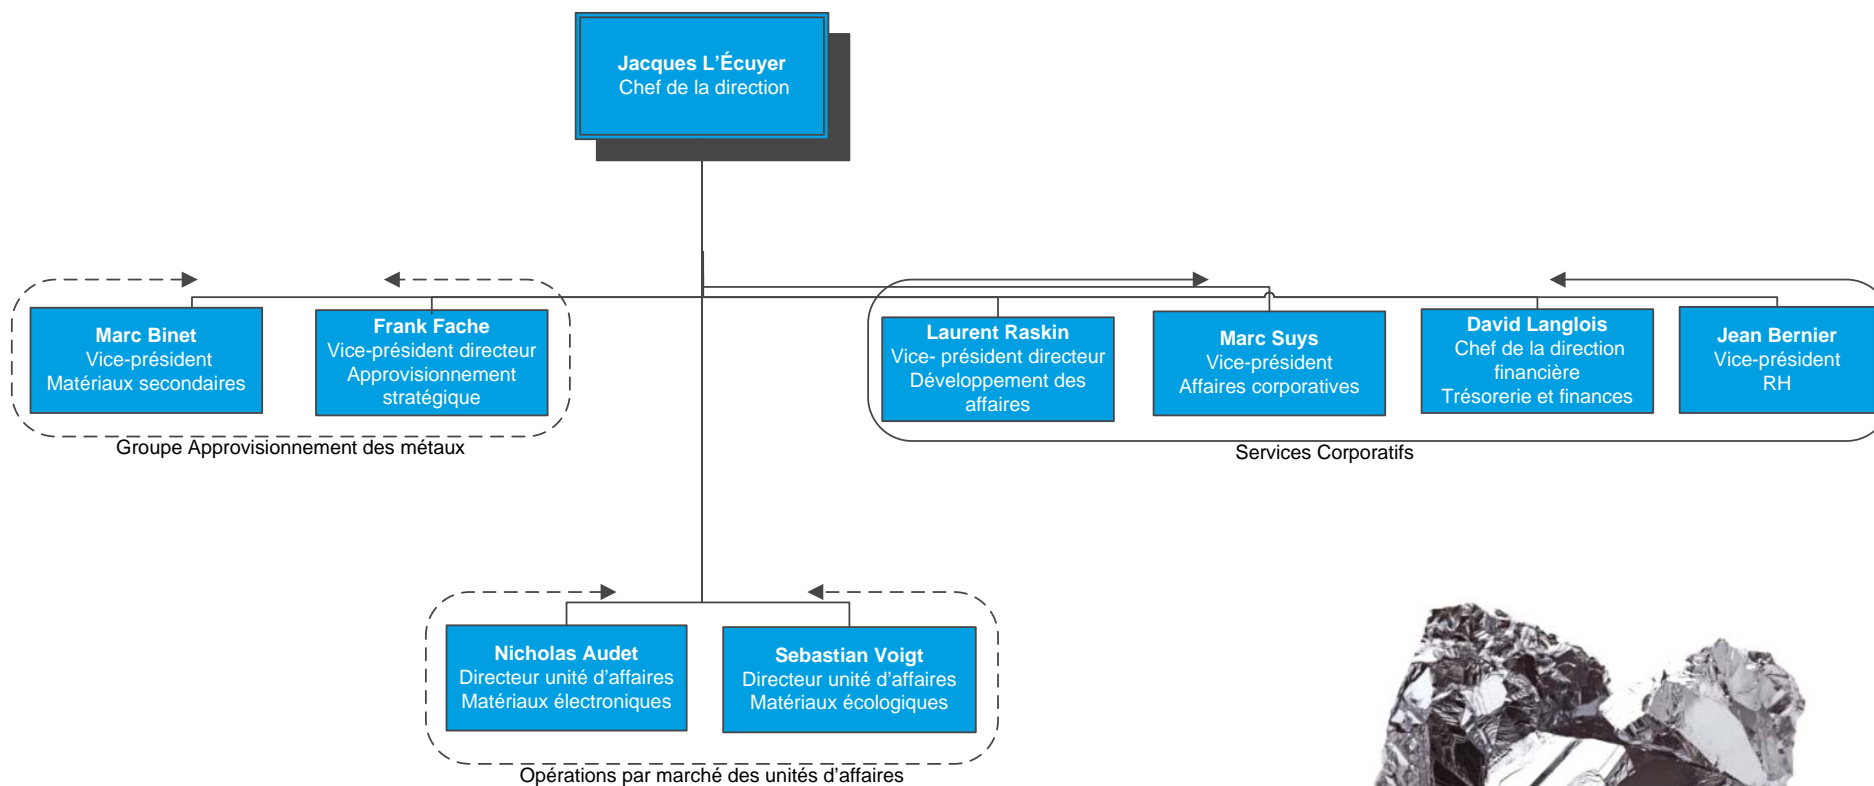 Jacques L'Écuyer
Chef de la direction
Marc Binet
Vice-président
Matériaux secondaires
Frank Fache
Vice-président directeur
Approvisionnement
stratégique
Groupe Approvisionnement des métaux
Laurent Raskin
Vice- président directeur
Développement des
affaires
Marc Suys
Vice-président
Affaires corporatives
David Langlois
Chef de la direction
financière
Trésorerie et finances
Jean Bernier
Vice-président
RH
Services Corporatifs
Nicholas Audet
Directeur unité d'affaires
Matériaux électroniques
Sebastian Voigt
Directeur unité d'affaires
Matériaux écologiques
Opérations par marché des unités d'affaires